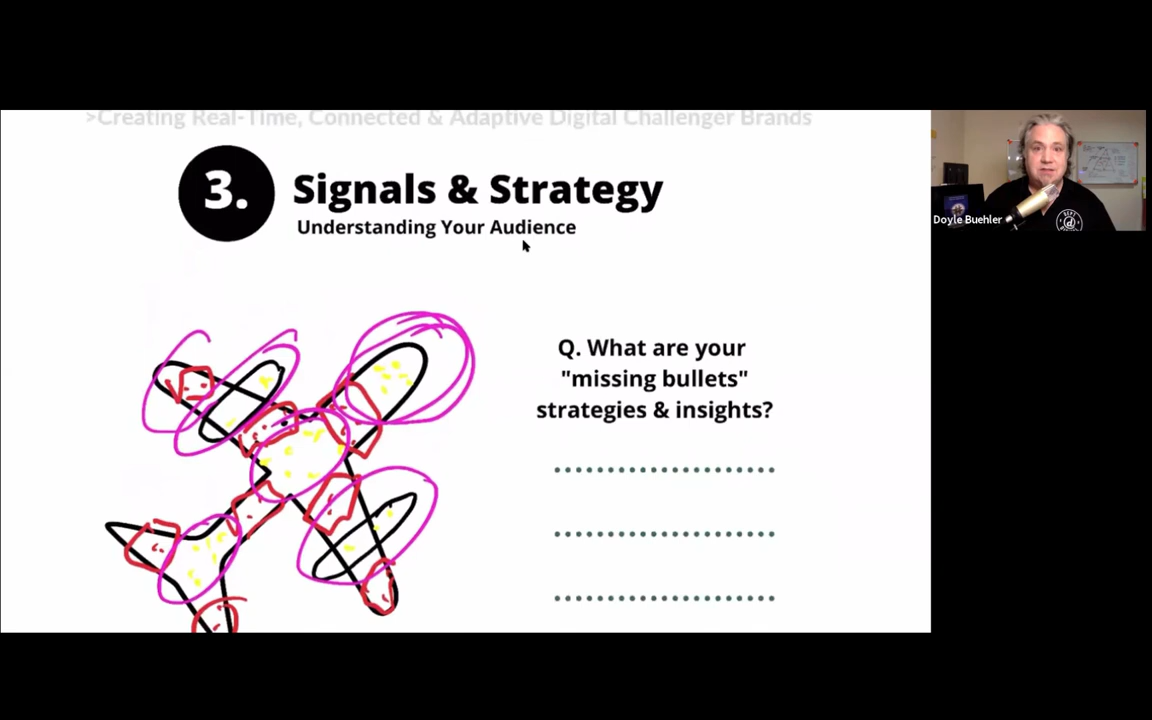 >Creating Real-Time, Connected & Adaptive Digital Challenger Brands
3.
Signals & Strategy
Understanding Your Audience
Q. What are your
"missing bullets"
strategies & insights?
Doyle Buehler